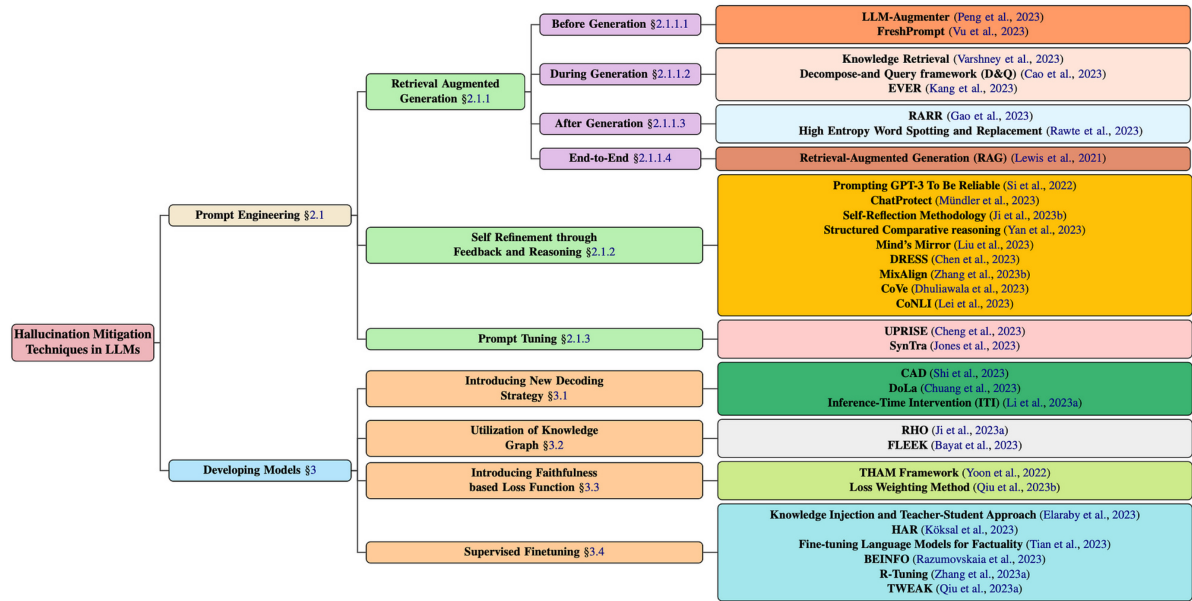 Hallucination Mitigation
Techniques in LLMs
Prompt Engineering §2.1
Retrieval Augmented
Generation §2.1.1
Before Generation §2.1.1.1
LLM-Augmenter (Peng et al., 2023)
FreshPrompt (Vu et al., 2023)
During Generation §2.1.1.2
Knowledge Retrieval (Varshney et al., 2023)
Decompose-and Query framework (D&Q) (Cao et al., 2023)
EVER (Kang et al., 2023)
After Generation §2.1.1.3
RARR (Gao et al., 2023)
High Entropy Word Spotting and Replacement (Rawte et al., 2023)
End-to-End §2.1.1.4
Retrieval-Augmented Generation (RAG) (Lewis et al., 2021)
Self Refinement through
Feedback and Reasoning §2.1.2
Prompting GPT-3 To Be Reliable (Si et al., 2022)
ChatProtect (Mündler et al., 2023)
Self-Reflection Methodology (Ji et al., 2023b)
Structured Comparative reasoning (Yan et al., 2023)
Mind's Mirror (Liu et al., 2023)
DRESS (Chen et al., 2023)
MixAlign (Zhang et al., 2023b)
CoVe (Dhuliawala et al., 2023)
CoNLI (Lei et al., 2023)
Prompt Tuning §2.1.3
UPRISE (Cheng et al., 2023)
SynTra (Jones et al., 2023)
Developing Models §3
Introducing New Decoding
Strategy §3.1
CAD (Shi et al., 2023)
DoLa (Chuang et al., 2023)
Inference-Time Intervention (ITI) (Li et al., 2023a)
Utilization of Knowledge
Graph §3.2
RHO (Ji et al., 2023a)
FLEEK (Bayat et al., 2023)
Introducing Faithfulness
based Loss Function §3.3
THAM Framework (Yoon et al., 2022)
Loss Weighting Method (Qiu et al., 2023b)
Supervised Finetuning §3.4
Knowledge Injection and Teacher-Student Approach (Elaraby et al., 2023)
HAR (Köksal et al., 2023)
Fine-tuning Language Models for Factuality (Tian et al., 2023)
BEINFO (Razumovskaia et al., 2023)
R-Tuning (Zhang et al., 2023a)
TWEAK (Qiu et al., 2023a)